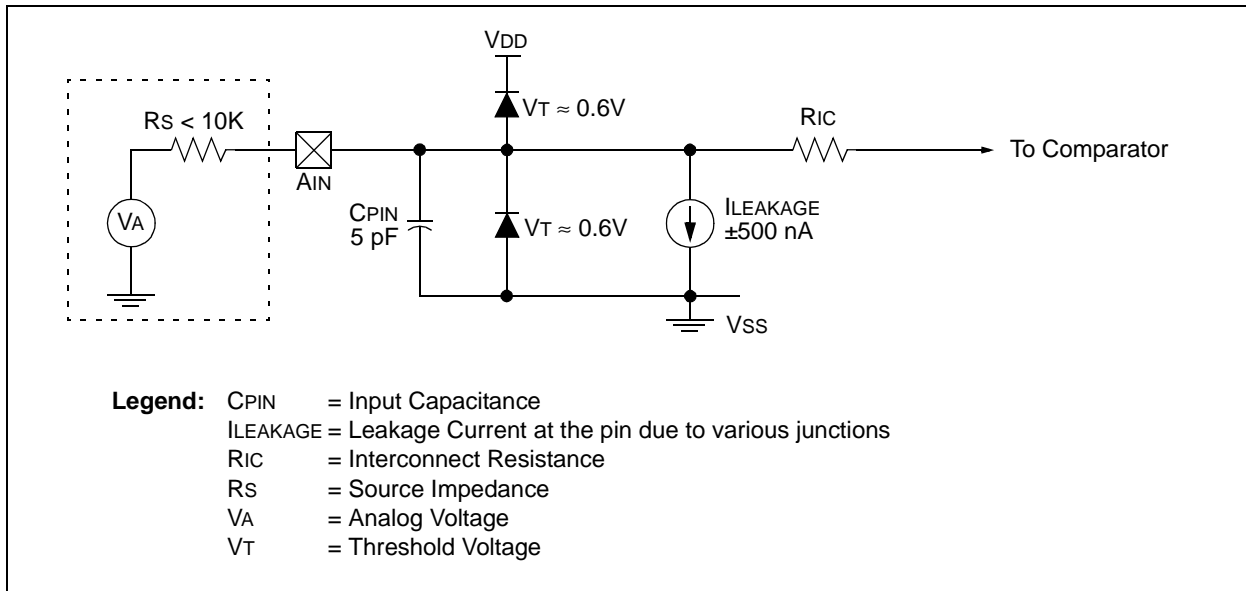 VDD
VT ≈ 0.6V
RS < 10K
RIC
To Comparator
AIN
VA
CPIN
5 pF
VT ≈ 0.6V
ILEAKAGE
±500 nA
VSS
Legend: CPIN = Input Capacitance
ILEAKAGE = Leakage Current at the pin due to various junctions
RIC = Interconnect Resistance
RS = Source Impedance
VA = Analog Voltage
VT = Threshold Voltage